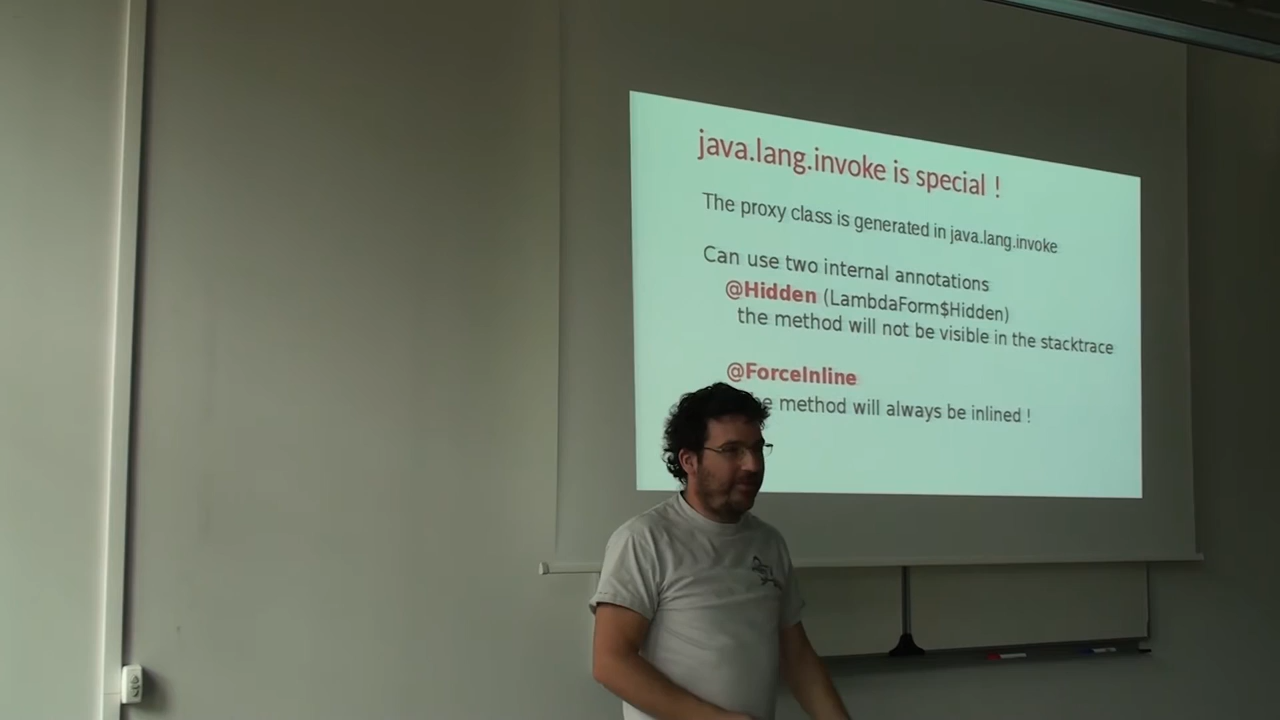 java.lang.invoke is special !
The proxy class is generated in java.lang.invoke
Can use two internal annotations
@Hidden (LambdaForm$Hidden)
the method will not be visible in the stacktrace
@ForceInline
method will always be inlined !